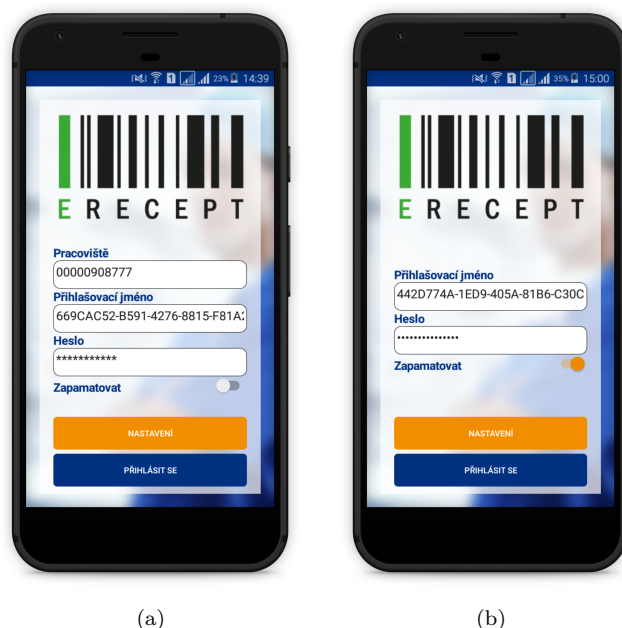 23% 14:39
ERECEPT
Pracoviště
00000908777
Přihlašovací jméno
669CAC52-B591-4276-8815-F81A
Heslo
***********
Zapamatovat
NASTAVENÍ
PŘIHLÁSIT SE
(a)
35% 15:00
ERECEPT
Přihlašovací jméno
442D774A-1ED9-405A-81B6-C30C
Heslo
•••••••••••••••
Zapamatovat
NASTAVENÍ
PŘIHLÁSIT SE
(b)